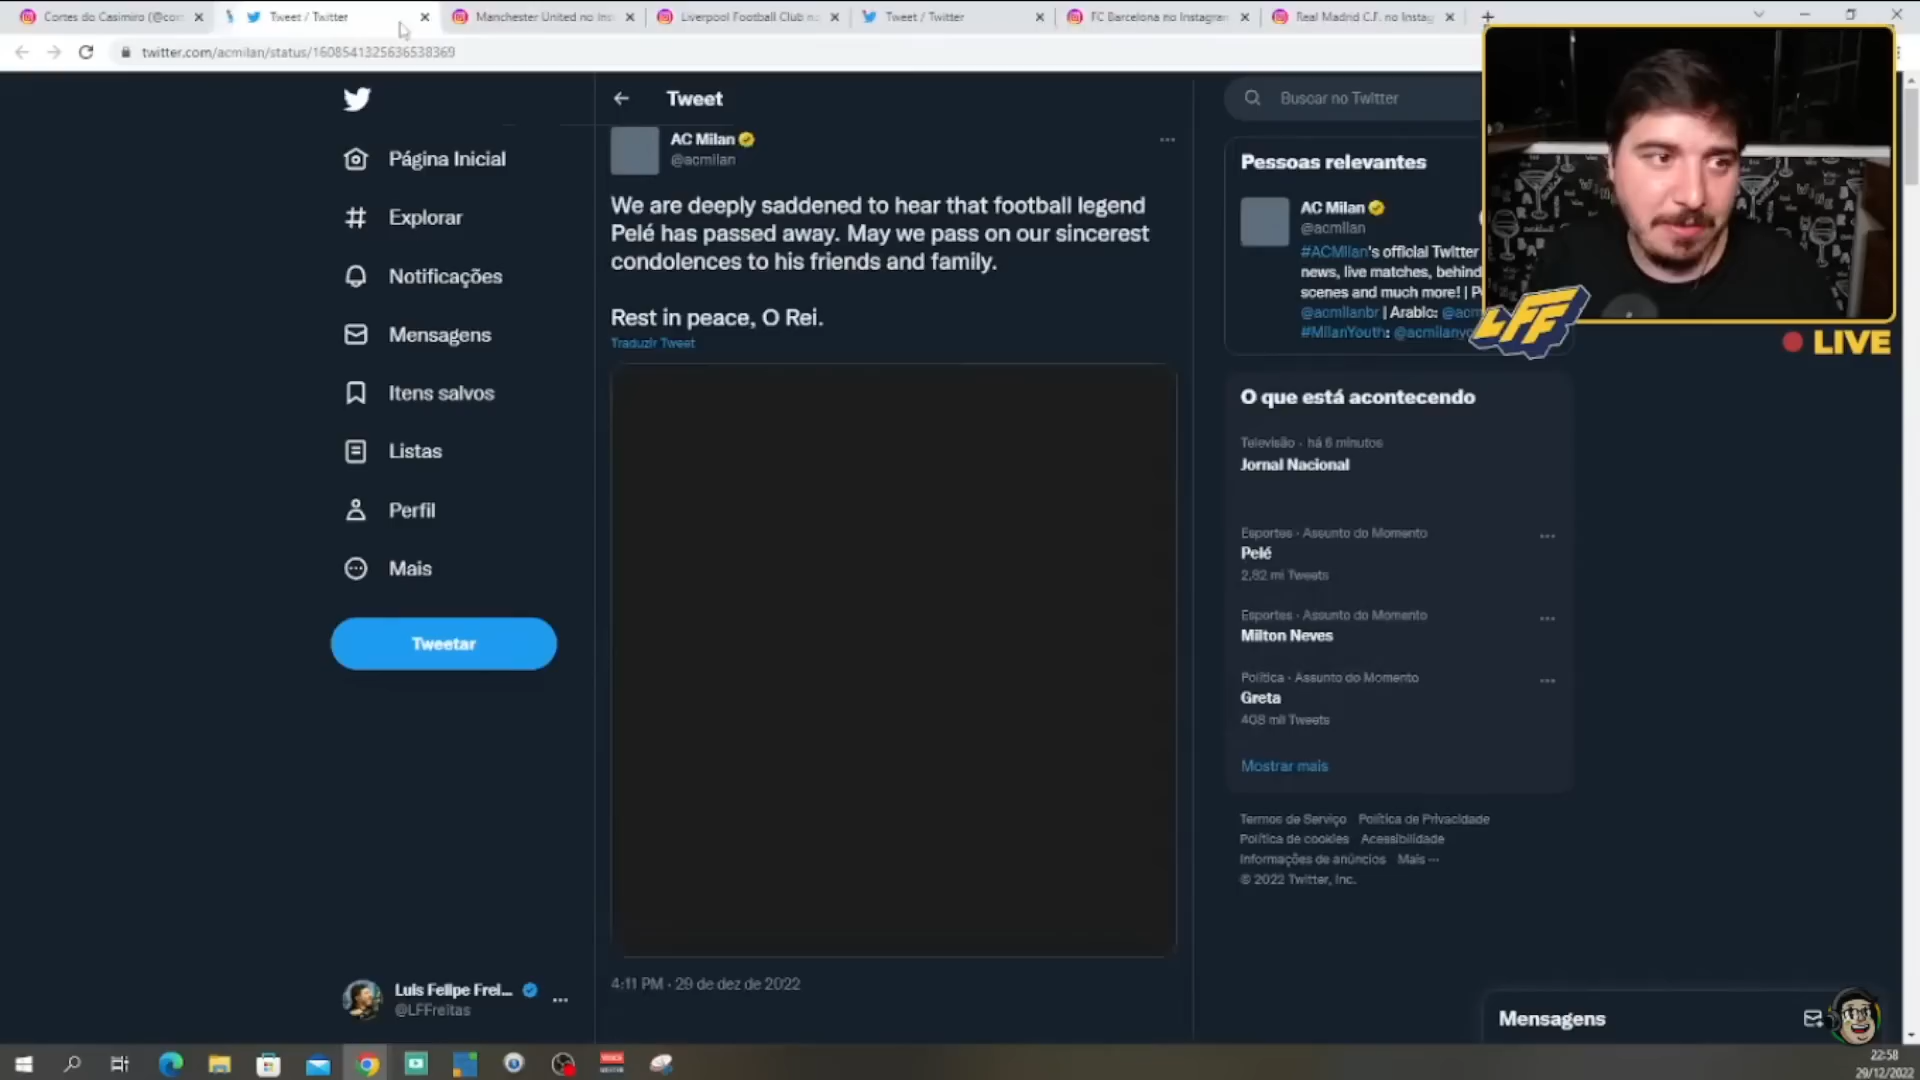 Cortes do Casimiro (@cor
Tweet / Twitter
Manchester United no Ins
Liverpool Football Club no
Tweet / Twitter
FC Barcelona no Instagram
Real Madrid C.F. no Instag
twitter.com/acmilan/status/1608541325636538369
Página Inicial
Explorar
Notificações
Mensagens
Itens salvos
Listas
Perfil
Mais
Tweetar
Luis Felipe Frei...
@LFFreitas
Tweet
AC Milan
@acmilan
We are deeply saddened to hear that football legend
Pelé has passed away. May we pass on our sincerest
condolences to his friends and family.
Rest in peace, O Rei.
Traduzir Tweet
4:11 PM · 29 de dez de 2022
Buscar no Twitter
Pessoas relevantes
AC Milan
@acmilan
#ACMilan's official Twitter
news, live matches, behind
scenes and much more! |
@acmilanbr | Arabic: @acm
#MilanYouth: @acmilany
LFF
LIVE
O que está acontecendo
Televisão · há 6 minutos
Jornal Nacional
Esportes · Assunto do Momento
Pelé
2,82 mi Tweets
Esportes · Assunto do Momento
Milton Neves
Política · Assunto do Momento
Greta
408 mil Tweets
Mostrar mais
Termos de Serviço Política de Privacidade
Política de cookies Acessibilidade
Informações de anúncios Mais ...
© 2022 Twitter, Inc.
Mensagens
22:58
29/12/2022